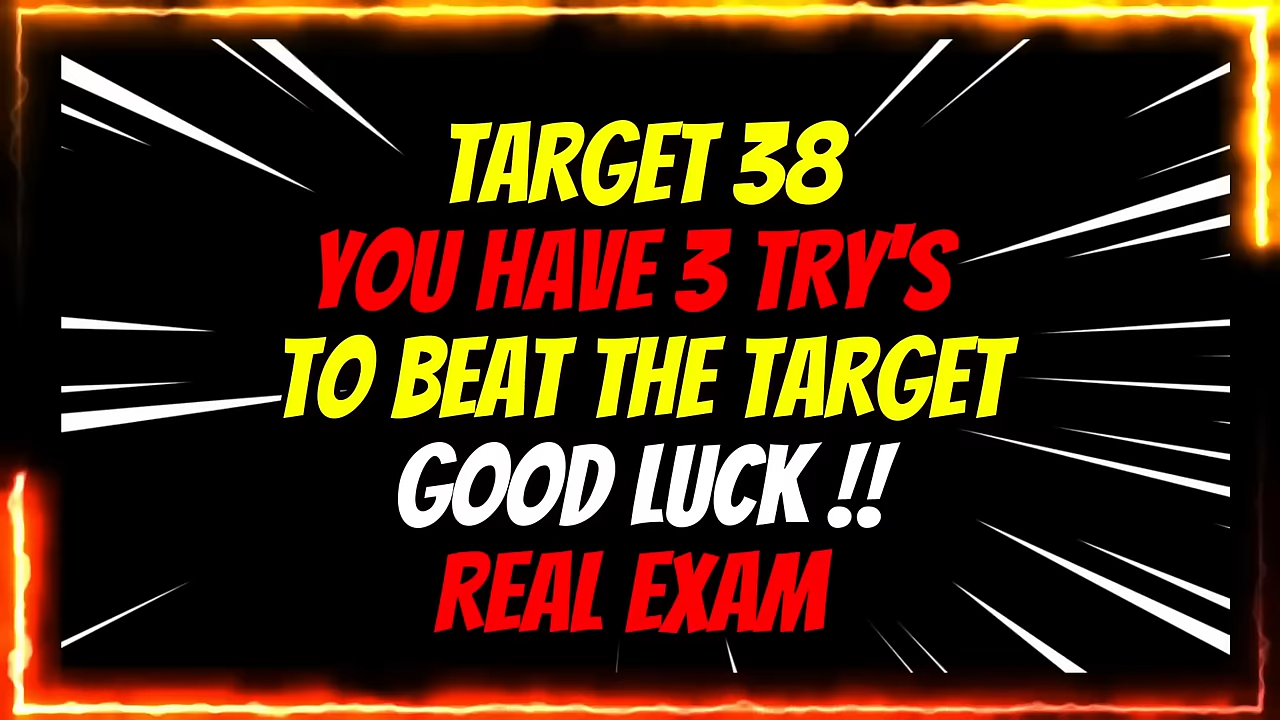 TARGET 38
YOU HAVE 3 TRY'S
TO BEAT THE TARGET
GOOD LUCK !!
REAL EXAM